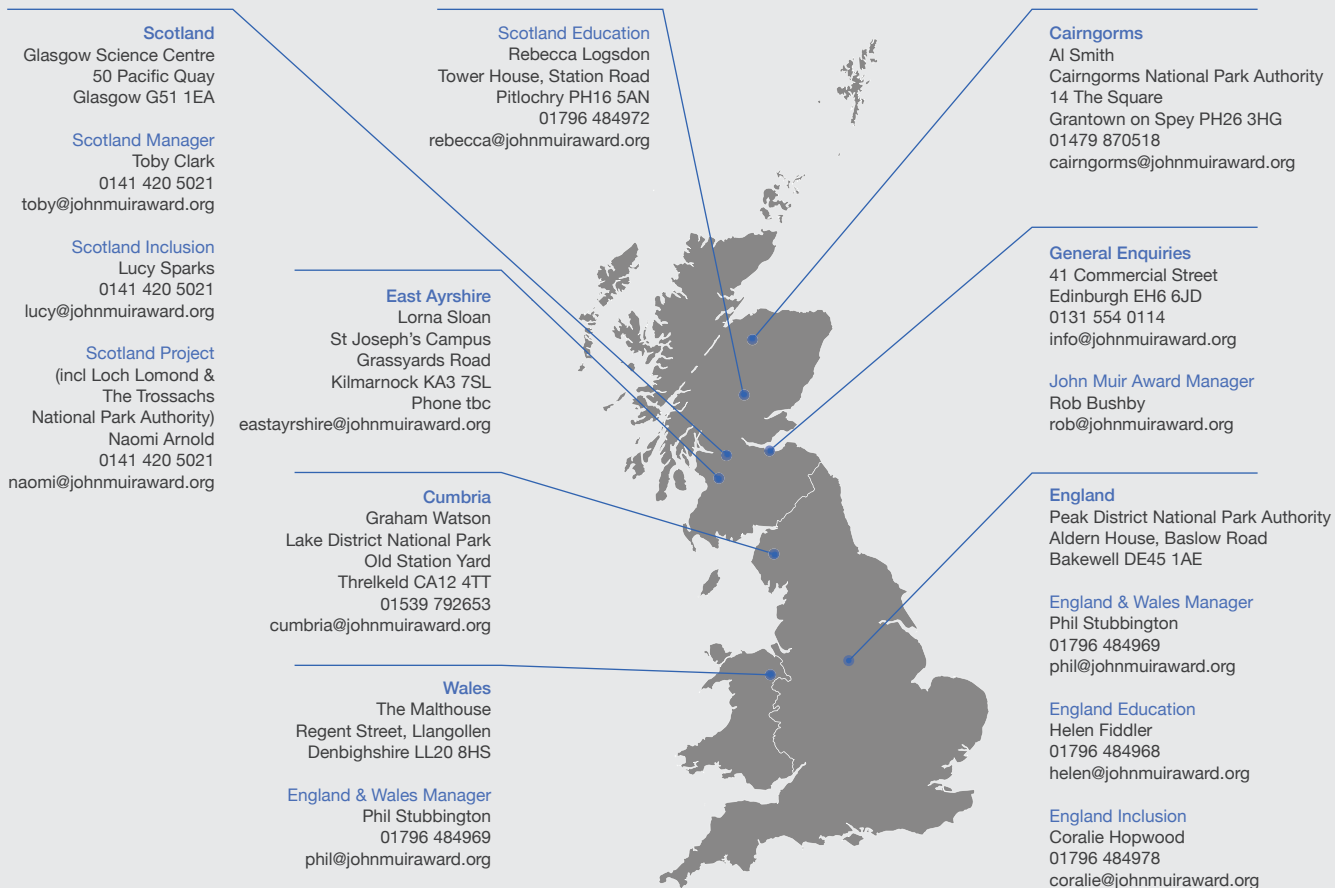 Scotland
Glasgow Science Centre
50 Pacific Quay
Glasgow G51 1EA
Scotland Manager
Toby Clark
0141 420 5021
toby@johnmuiraward.org
Scotland Inclusion
Lucy Sparks
0141 420 5021
lucy@johnmuiraward.org
Scotland Project
(incl Loch Lomond &
The Trossachs
National Park Authority)
Naomi Arnold
0141 420 5021
naomi@johnmuiraward.org
Scotland Education
Rebecca Logsdon
Tower House, Station Road
Pitlochry PH16 5AN
01796 484972
rebecca@johnmuiraward.org
East Ayrshire
Lorna Sloan
St Joseph's Campus
Grassyards Road
Kilmarnock KA3 7SL
Phone tbc
eastayrshire@johnmuiraward.org
Cumbria
Graham Watson
Lake District National Park
Old Station Yard
Threlkeld CA12 4TT
01539 792653
cumbria@johnmuiraward.org
Wales
The Malthouse
Regent Street, Llangollen
Denbighshire LL20 8HS
England & Wales Manager
Phil Stubbington
01796 484969
phil@johnmuiraward.org
Cairngorms
Al Smith
Cairngorms National Park Authority
14 The Square
Grantown on Spey PH26 3HG
01479 870518
cairngorms@johnmuiraward.org
General Enquiries
41 Commercial Street
Edinburgh EH6 6JD
0131 554 0114
info@johnmuiraward.org
John Muir Award Manager
Rob Bushby
rob@johnmuiraward.org
England
Peak District National Park Authority
Aldern House, Baslow Road
Bakewell DE45 1AE
England & Wales Manager
Phil Stubbington
01796 484969
phil@johnmuiraward.org
England Education
Helen Fiddler
01796 484968
helen@johnmuiraward.org
England Inclusion
Coralie Hopwood
01796 484978
coralie@johnmuiraward.org